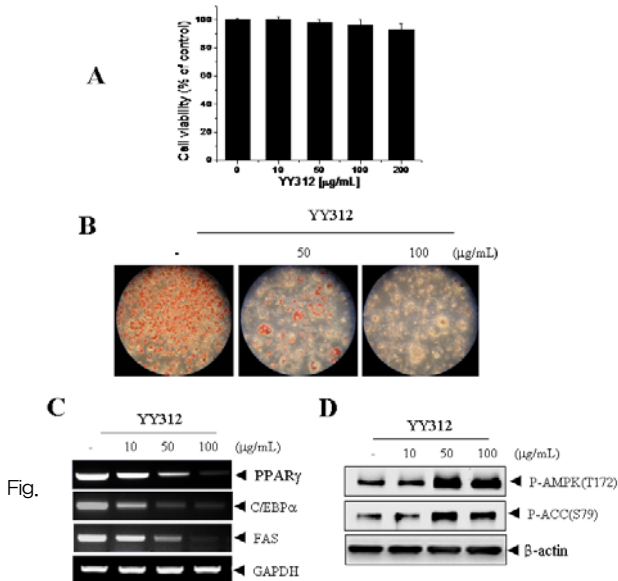 A
Cell viability (% of control)
100
80
60
40
20
0
0 10 50 100 200
YY312 [μg/mL]
B
YY312
- 50 100 (μg/mL)
C
YY312
- 10 50 100 (μg/mL)
PPARγ
C/EBPα
FAS
GAPDH
D
YY312
- 10 50 100 (μg/mL)
P-AMPK(T172)
P-ACC(S79)
β-actin
Fig.